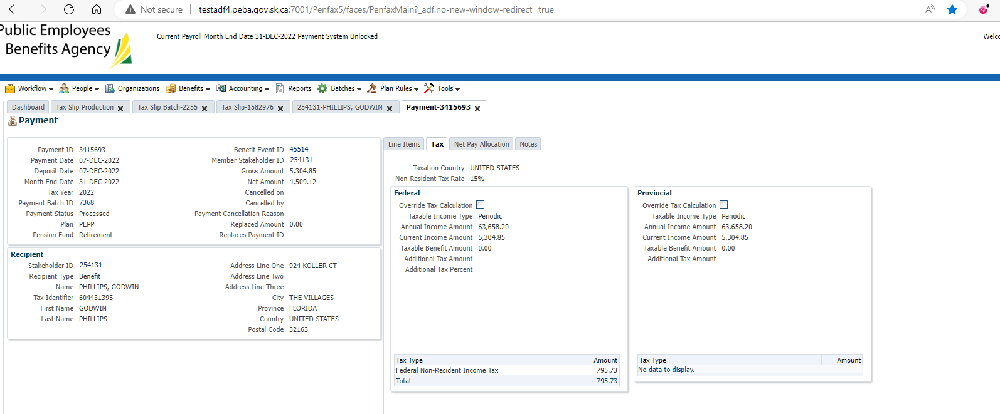 Not secure testadf4.peba.gov.sk.ca:7001/Penfax5/faces/PenfaxMain?_adf.no-new-window-redirect=true
Public Employees
Benefits Agency
Current Payroll Month End Date 31-DEC-2022 Payment System Unlocked
Welco
Workflow People Organizations Benefits Accounting Reports Batches Plan Rules Tools
Dashboard Tax Slip Production Tax Slip Batch-2255 Tax Slip-1582976 254131-PHILLIPS, GODWIN Payment-3415693
Payment
Payment ID 3415693
Payment Date 07-DEC-2022
Deposit Date 07-DEC-2022
Month End Date 31-DEC-2022
Tax Year 2022
Payment Batch ID 7368
Payment Status Processed
Plan PEPP
Pension Fund Retirement
Benefit Event ID 45514
Member Stakeholder ID 254131
Gross Amount 5,304.85
Net Amount 4,509.12
Cancelled on
Cancelled by
Payment Cancellation Reason
Replaced Amount 0.00
Replaces Payment ID
Recipient
Stakeholder ID 254131
Recipient Type Benefit
Name PHILLIPS, GODWIN
Tax Identifier 604431395
First Name GODWIN
Last Name PHILLIPS
Address Line One 924 KOLLER CT
Address Line Two
Address Line Three
City THE VILLAGES
Province FLORIDA
Country UNITED STATES
Postal Code 32163
Line Items Tax Net Pay Allocation Notes
Taxation Country UNITED STATES
Non-Resident Tax Rate 15%
Federal
Override Tax Calculation
Taxable Income Type Periodic
Annual Income Amount 63,658.20
Current Income Amount 5,304.85
Taxable Benefit Amount 0.00
Additional Tax Amount
Additional Tax Percent
Tax Type Amount
Federal Non-Resident Income Tax 795.73
Total 795.73
Provincial
Override Tax Calculation
Taxable Income Type Periodic
Annual Income Amount 63,658.20
Current Income Amount 5,304.85
Taxable Benefit Amount 0.00
Additional Tax Amount
Tax Type Amount
No data to display.